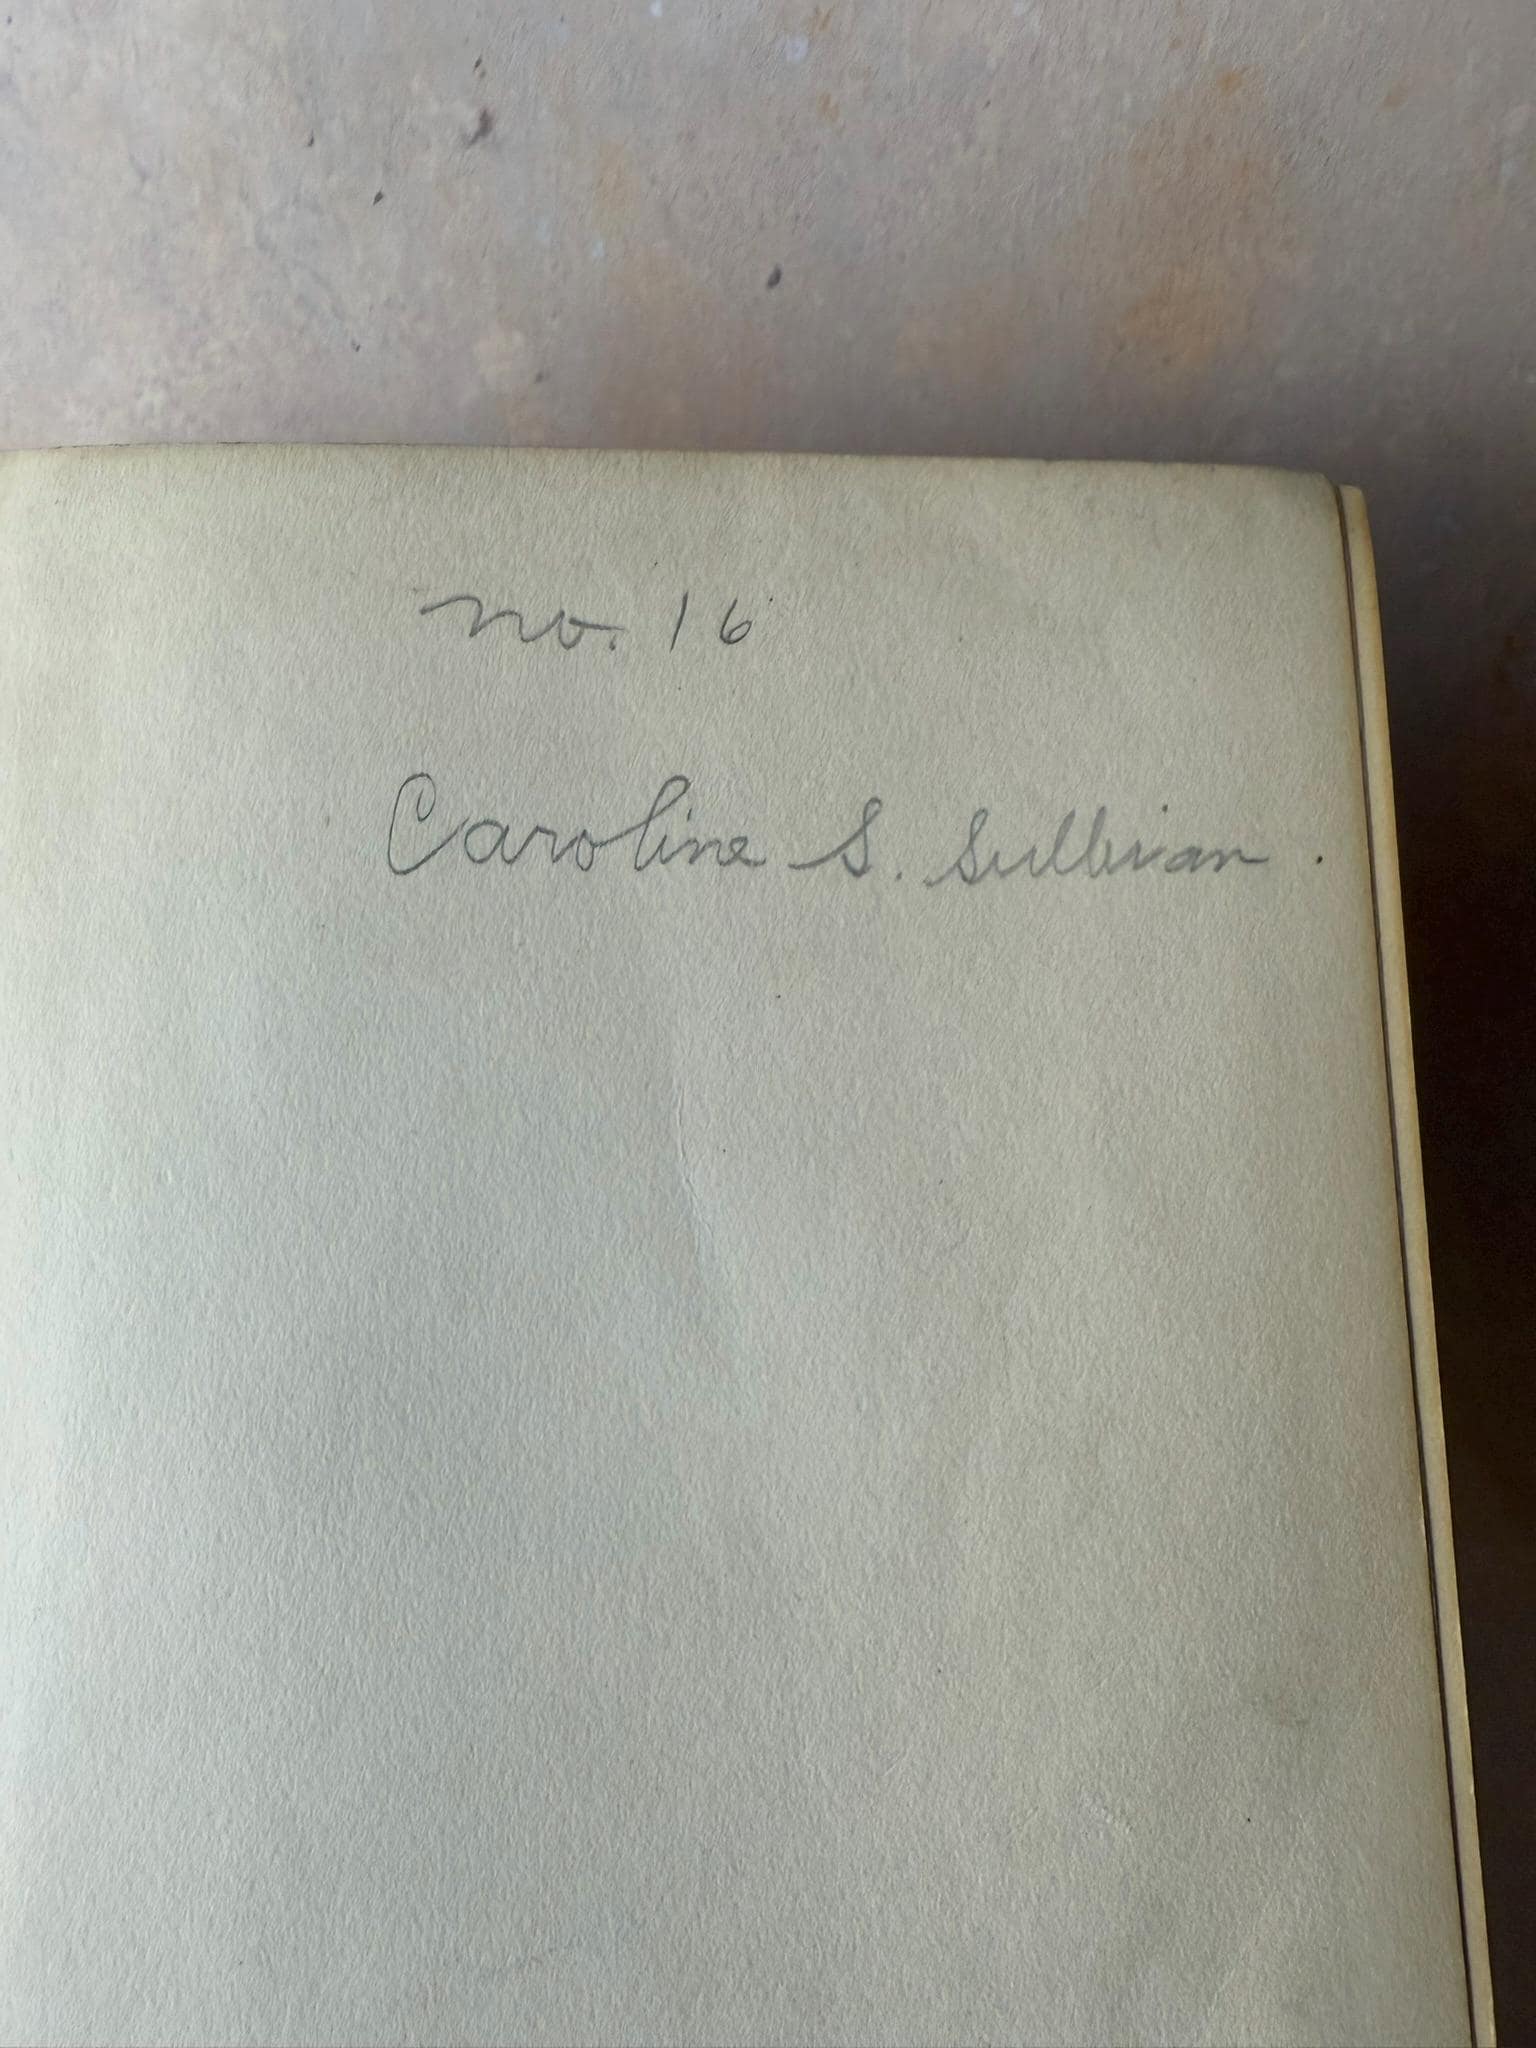 no. 16
Caroline S. Sullivan.